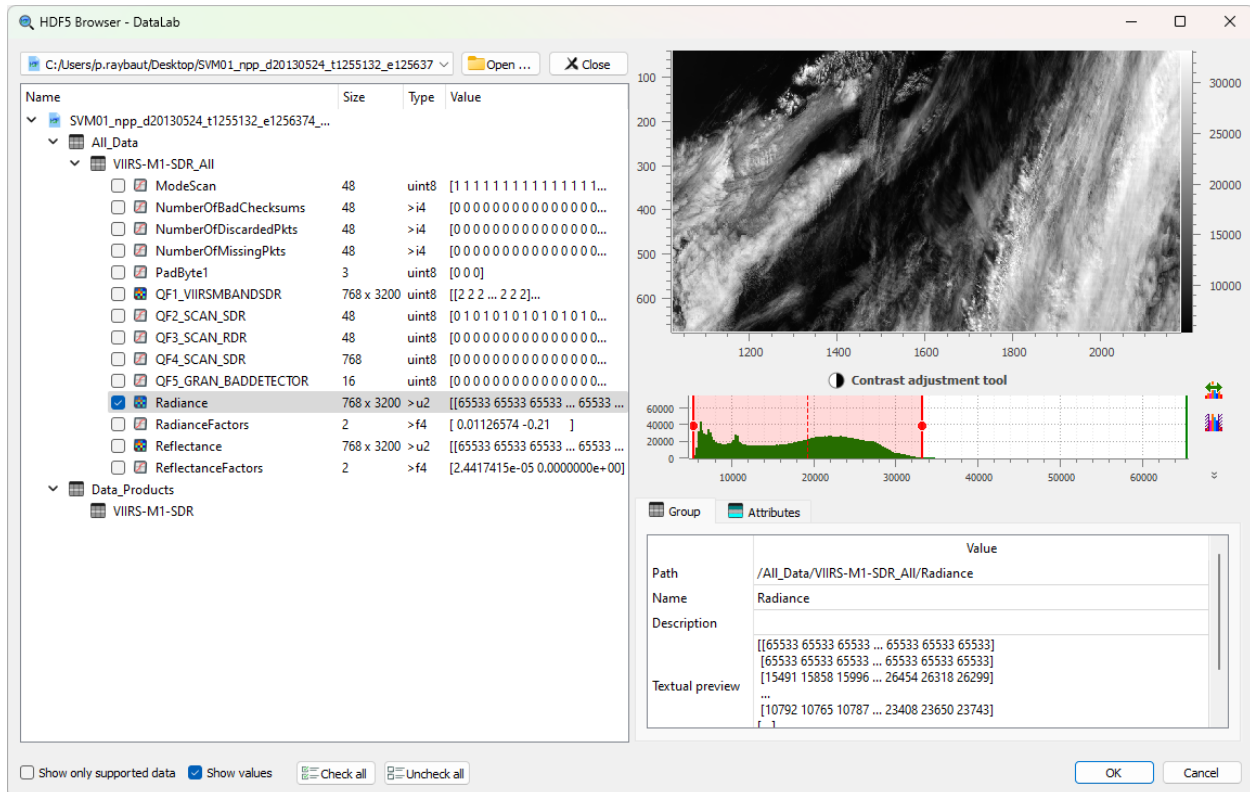 HDF5 Browser - DataLab
C:/Users/p.raybaut/Desktop/SVM01_npp_d20130524_t1255132_e125637
Open ...
Close
Name Size Type Value
SVM01_npp_d20130524_t1255132_e1256374_...
All_Data
VIIRS-M1-SDR_All
ModeScan 48 uint8 [1 1 1 1 1 1 1 1 1 1 1 1 1 1 1...
NumberOfBadChecksums 48 >i4 [0 0 0 0 0 0 0 0 0 0 0 0 0 0 0...
NumberOfDiscardedPkts 48 >i4 [0 0 0 0 0 0 0 0 0 0 0 0 0 0 0...
NumberOfMissingPkts 48 >i4 [0 0 0 0 0 0 0 0 0 0 0 0 0 0 0...
PadByte1 3 uint8 [0 0 0]
QF1_VIIRSMBANDSDR 768 x 3200 uint8 [[2 2 2 ... 2 2 2]...
QF2_SCAN_SDR 48 uint8 [0 1 0 1 0 1 0 1 0 1 0 1 0 1 0...
QF3_SCAN_RDR 48 uint8 [0 0 0 0 0 0 0 0 0 0 0 0 0 0 0...
QF4_SCAN_SDR 768 uint8 [0 0 0 0 0 0 0 0 0 0 0 0 0 0 0...
QF5_GRAN_BADDETECTOR 16 uint8 [0 0 0 0 0 0 0 0 0 0 0 0 0 0 0...
Radiance 768 x 3200 >u2 [[65533 65533 65533 ... 65533 ...
RadianceFactors 2 >f4 [ 0.01126574 -0.21 ]
Reflectance 768 x 3200 >u2 [[65533 65533 65533 ... 65533 ...
ReflectanceFactors 2 >f4 [2.4417415e-05 0.0000000e+00]
Data_Products
VIIRS-M1-SDR
100
200
300
400
500
600
1200 1400 1600 1800 2000
30000
25000
20000
15000
10000
Contrast adjustment tool
60000
40000
20000
0
10000 20000 30000 40000 50000 60000
Group
Attributes
Value
Path /All_Data/VIIRS-M1-SDR_All/Radiance
Name Radiance
Description
Textual preview
[[65533 65533 65533 ... 65533 65533 65533]
[65533 65533 65533 ... 65533 65533 65533]
[15491 15858 15996 ... 26454 26318 26299]
...
[10792 10765 10787 ... 23408 23650 23743]
[...]
Show only supported data
Show values
Check all
Uncheck all
OK
Cancel